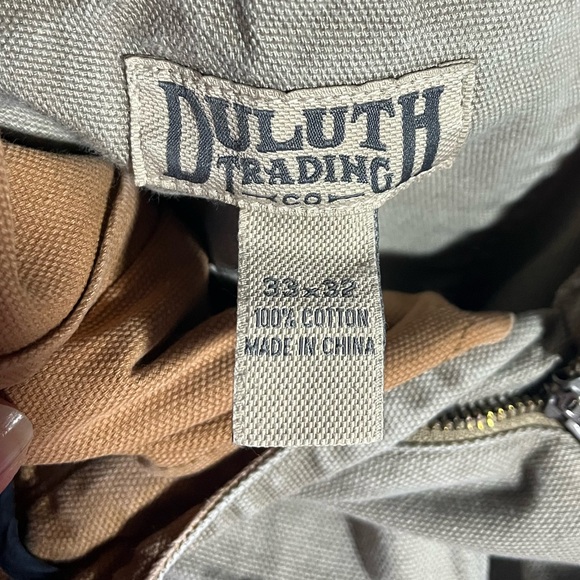 DULUTH
TRADING
CO
33x32
100% COTTON
MADE IN CHINA